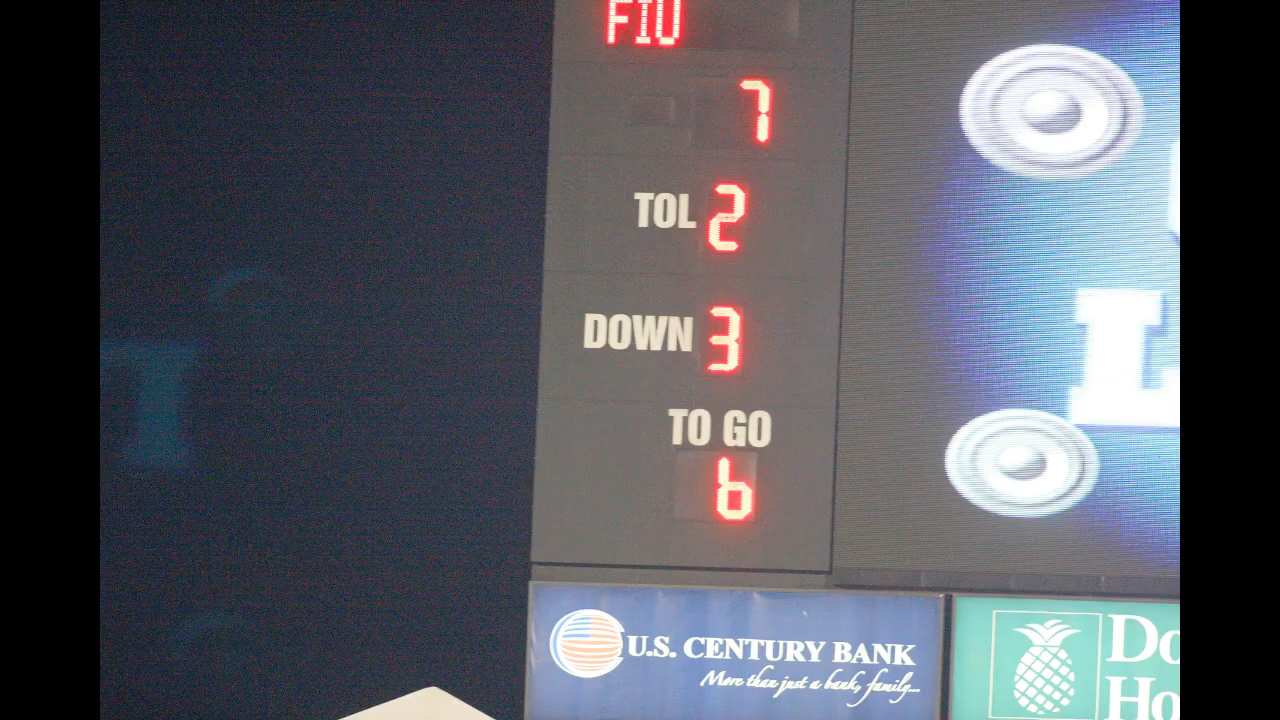 FIU
7
TOL 2
DOWN 3
TO GO
6
U.S. CENTURY BANK
More than just a bank, family...